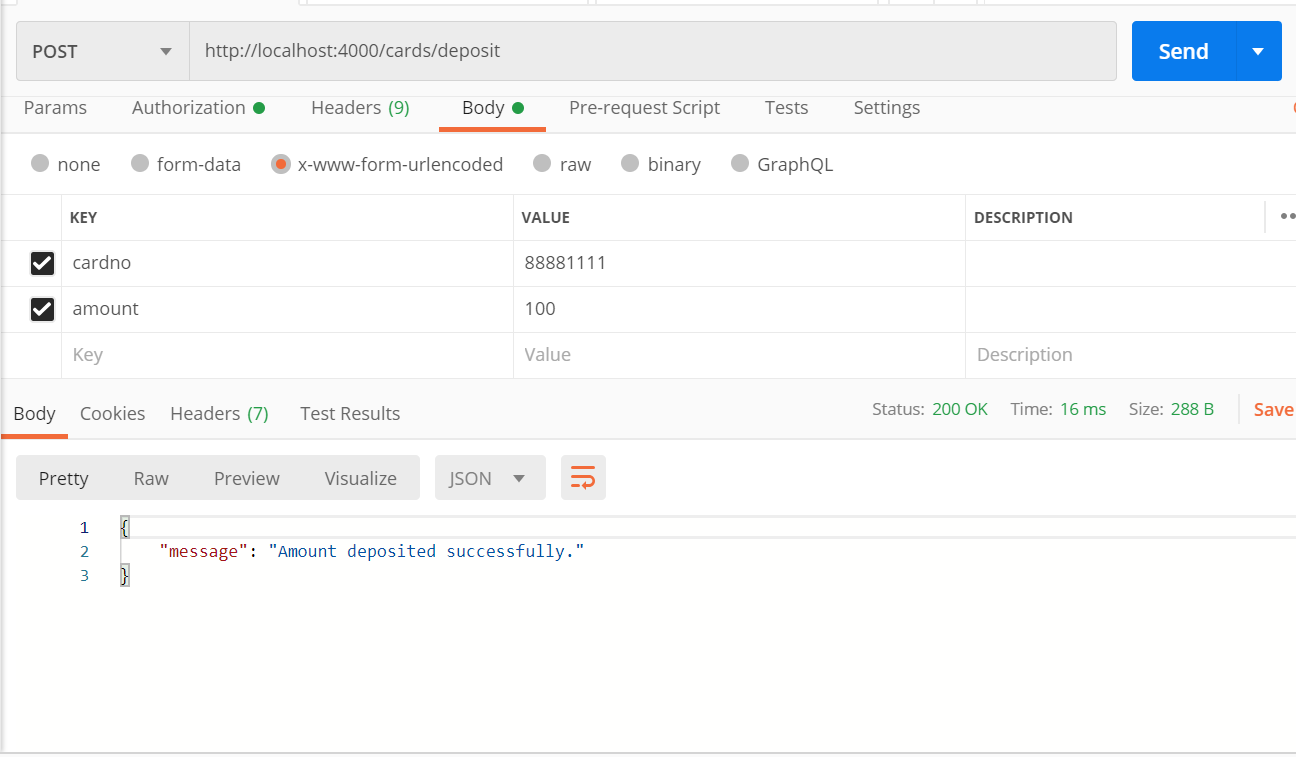 POST http://localhost:4000/cards/deposit Send
Params Authorization Headers (9) Body Pre-request Script Tests Settings
none form-data x-www-form-urlencoded raw binary GraphQL
KEY VALUE DESCRIPTION
cardno 88881111
amount 100
Key Value Description
Body Cookies Headers (7) Test Results Status: 200 OK Time: 16 ms Size: 288 B Save
Pretty Raw Preview Visualize JSON
1 {
2 "message": "Amount deposited successfully."
3 }